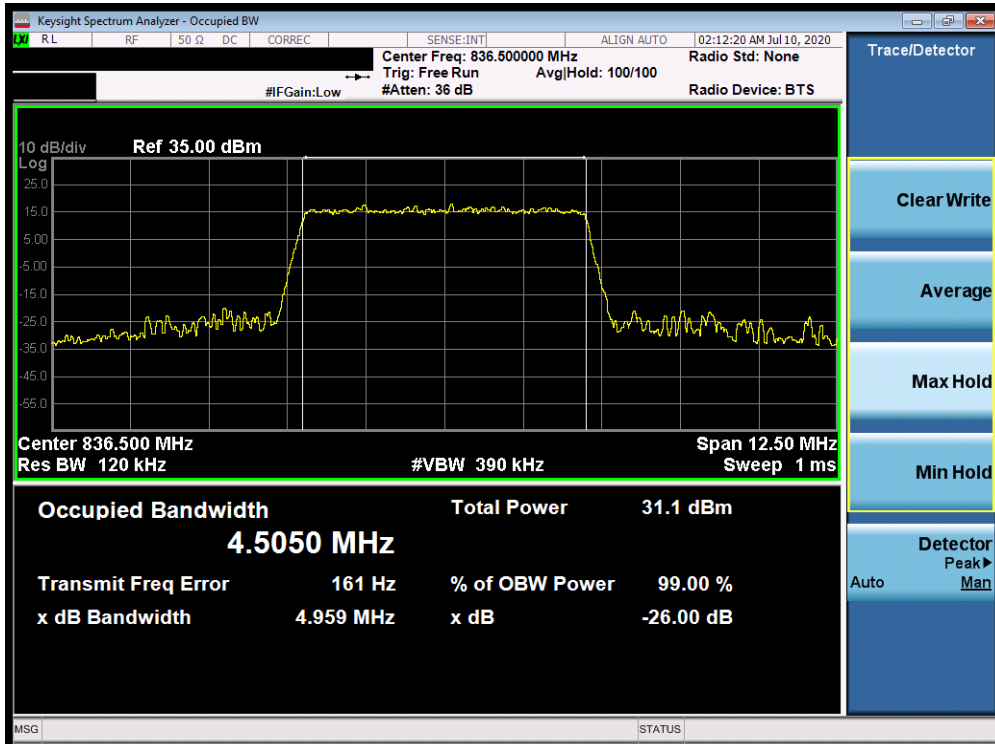 Keysight Spectrum Analyzer - Occupied BW
LXI RL RF 50 Ω DC CORREC SENSE:INT ALIGN AUTO 02:12:20 AM Jul 10, 2020
Center Freq: 836.500000 MHz Radio Std: None
Trig: Free Run Avg|Hold: 100/100
#IFGain:Low #Atten: 36 dB Radio Device: BTS
10 dB/div Ref 35.00 dBm
Log
25.0
15.0
5.00
-5.00
-15.0
-25.0
-35.0
-45.0
-55.0
Center 836.500 MHz Span 12.50 MHz
Res BW 120 kHz #VBW 390 kHz Sweep 1 ms
Occupied Bandwidth Total Power 31.1 dBm
4.5050 MHz
Transmit Freq Error 161 Hz % of OBW Power 99.00 %
x dB Bandwidth 4.959 MHz x dB -26.00 dB
MSG STATUS
Trace/Detector
Clear Write
Average
Max Hold
Min Hold
Detector
Peak▶
Auto Man